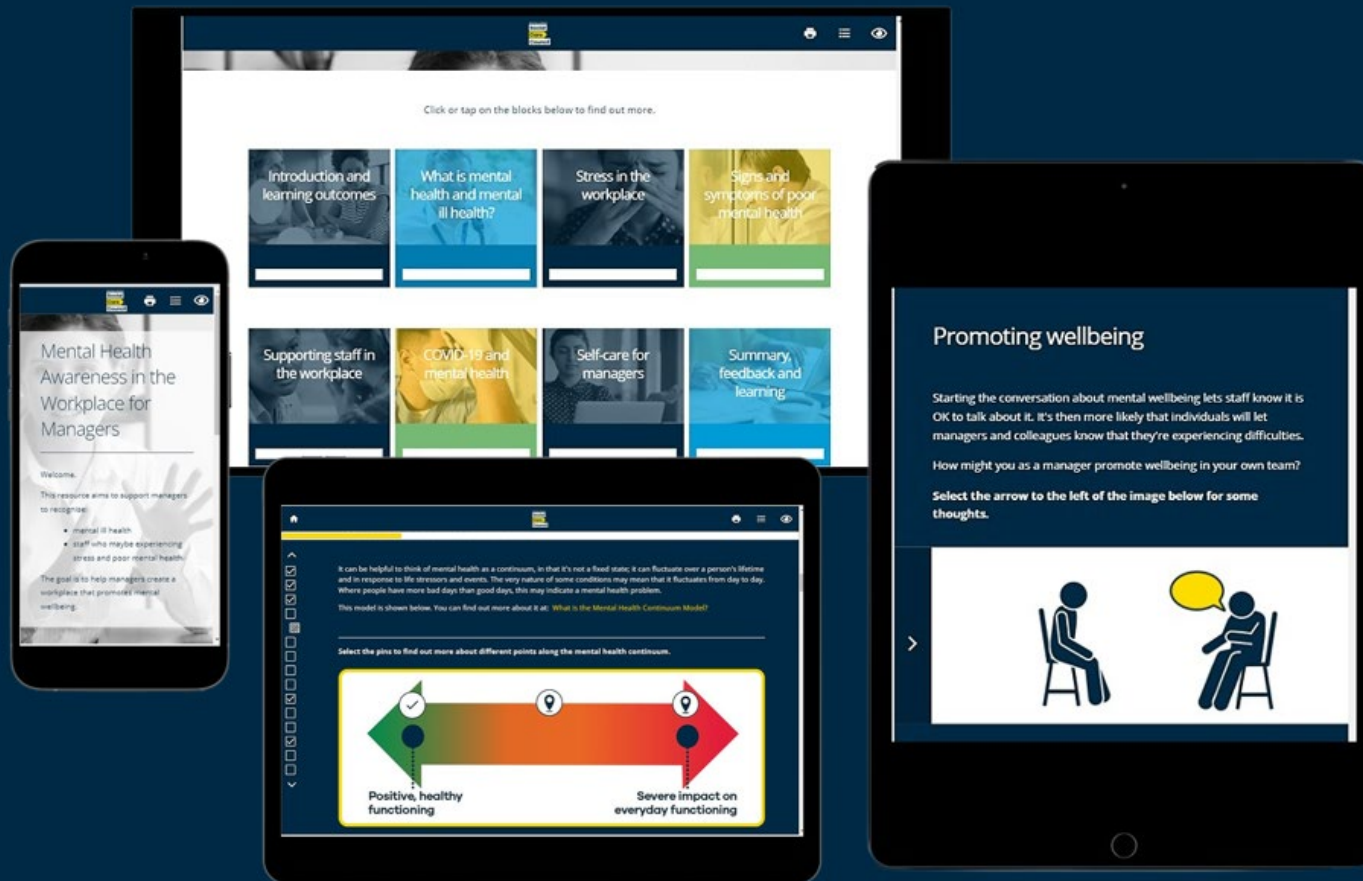 Click or tap on the blocks below to find out more.
Introduction and
learning outcomes
What is mental
health and mental
ill health?
Stress in the
workplace
Signs and
symptoms of poor
mental health
Supporting staff in
the workplace
COVID-19 and
mental health
Self-care for
managers
Summary,
feedback and
learning
Mental Health
Awareness in the
Workplace for
Managers
Welcome.
This resource aims to support managers
to recognise:
mental ill health
staff who maybe experiencing
stress and poor mental health
The goal is to help managers create a
workplace that promotes mental
wellbeing.
It can be helpful to think of mental health as a continuum, in that it's not a fixed state; it can fluctuate over a person's lifetime
and in response to life stressors and events. The very nature of some conditions may mean that it fluctuates from day to day.
Where people have more bad days than good days, this may indicate a mental health problem.
This model is shown below. You can find out more about it at: What is the Mental Health Continuum Model?
Select the pins to find out more about different points along the mental health continuum.
Positive, healthy
functioning
Severe impact on
everyday functioning
Promoting wellbeing
Starting the conversation about mental wellbeing lets staff know it is
OK to talk about it. It's then more likely that individuals will let
managers and colleagues know that they're experiencing difficulties.
How might you as a manager promote wellbeing in your own team?
Select the arrow to the left of the image below for some
thoughts.